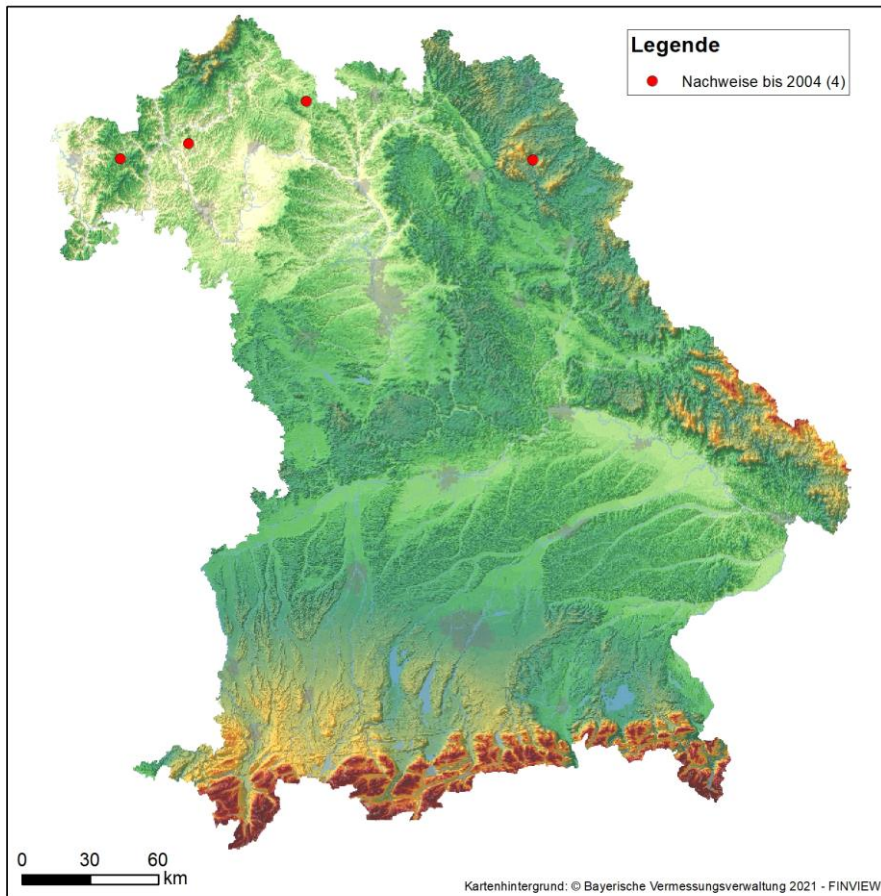 Legende
Nachweise bis 2004 (4)
0 30 60
km
Kartenhintergrund: © Bayerische Vermessungsverwaltung 2021 - FINVIEW